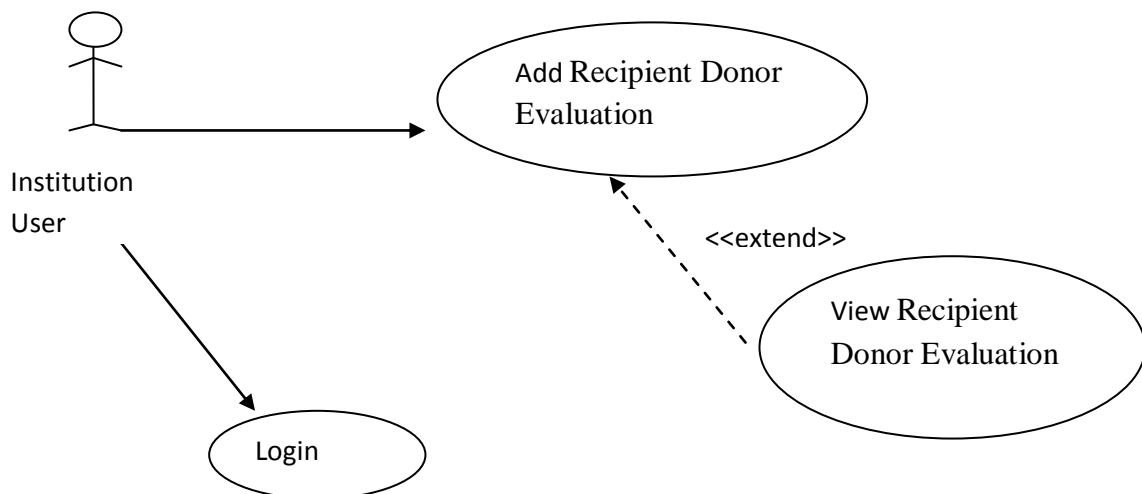 Add Recipient Donor
Evaluation
Institution
User
<<extend>>
View Recipient
Donor Evaluation
Login